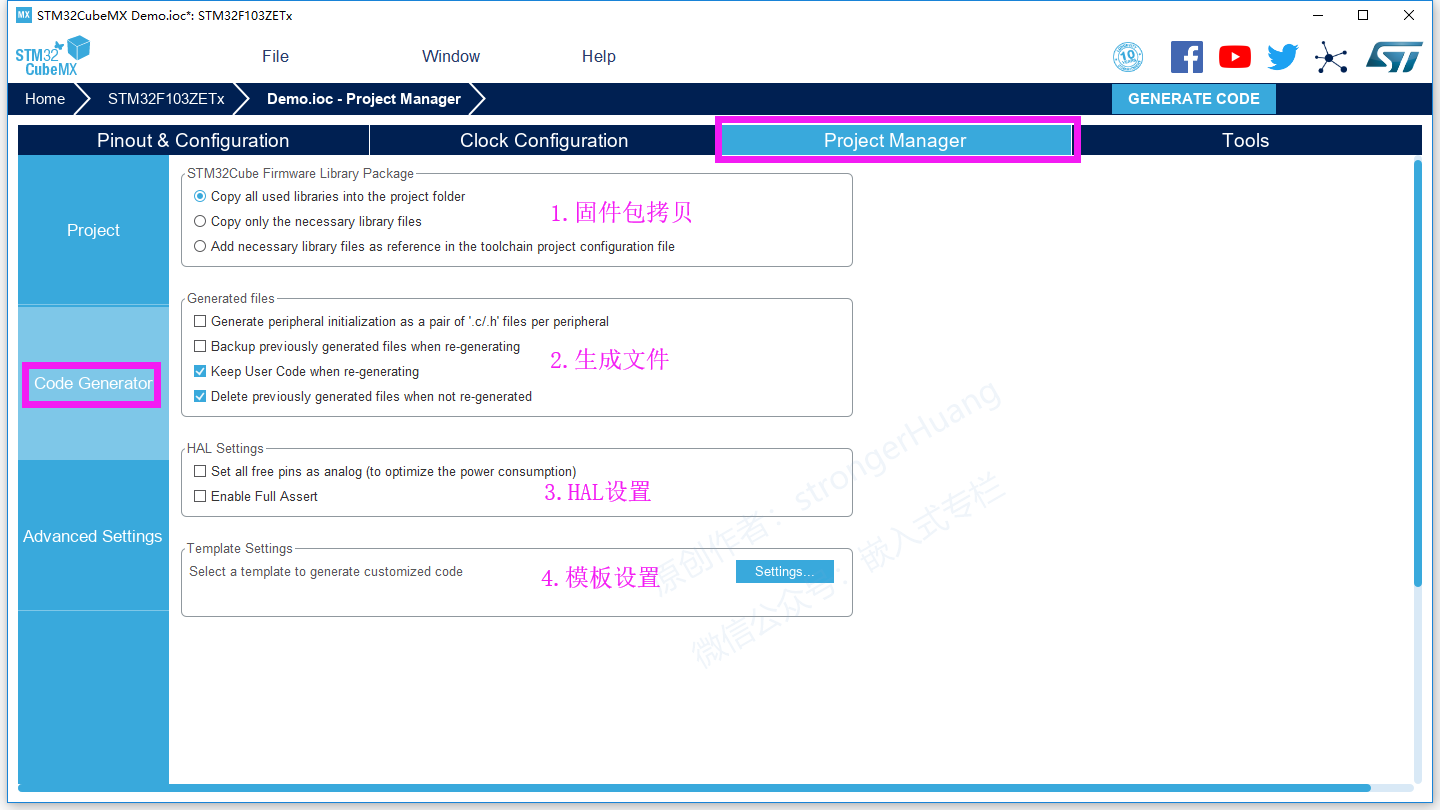 STM32CubeMX Demo.ioc*: STM32F103ZETx
STM32
CubeMX
File
Window
Help
10
ST
Home
STM32F103ZETx
Demo.ioc - Project Manager
GENERATE CODE
Pinout & Configuration
Clock Configuration
Project Manager
Tools
Project
Code Generator
Advanced Settings
STM32Cube Firmware Library Package
Copy all used libraries into the project folder
Copy only the necessary library files
Add necessary library files as reference in the toolchain project configuration file
1.固件包拷贝
Generated files
Generate peripheral initialization as a pair of '.c/.h' files per peripheral
Backup previously generated files when re-generating
Keep User Code when re-generating
Delete previously generated files when not re-generated
2.生成文件
HAL Settings
Set all free pins as analog (to optimize the power consumption)
Enable Full Assert
3.HAL设置
Template Settings
Select a template to generate customized code
Settings...
4.模板设置
原创作者：strongerHuang
微信公众号：嵌入式专栏